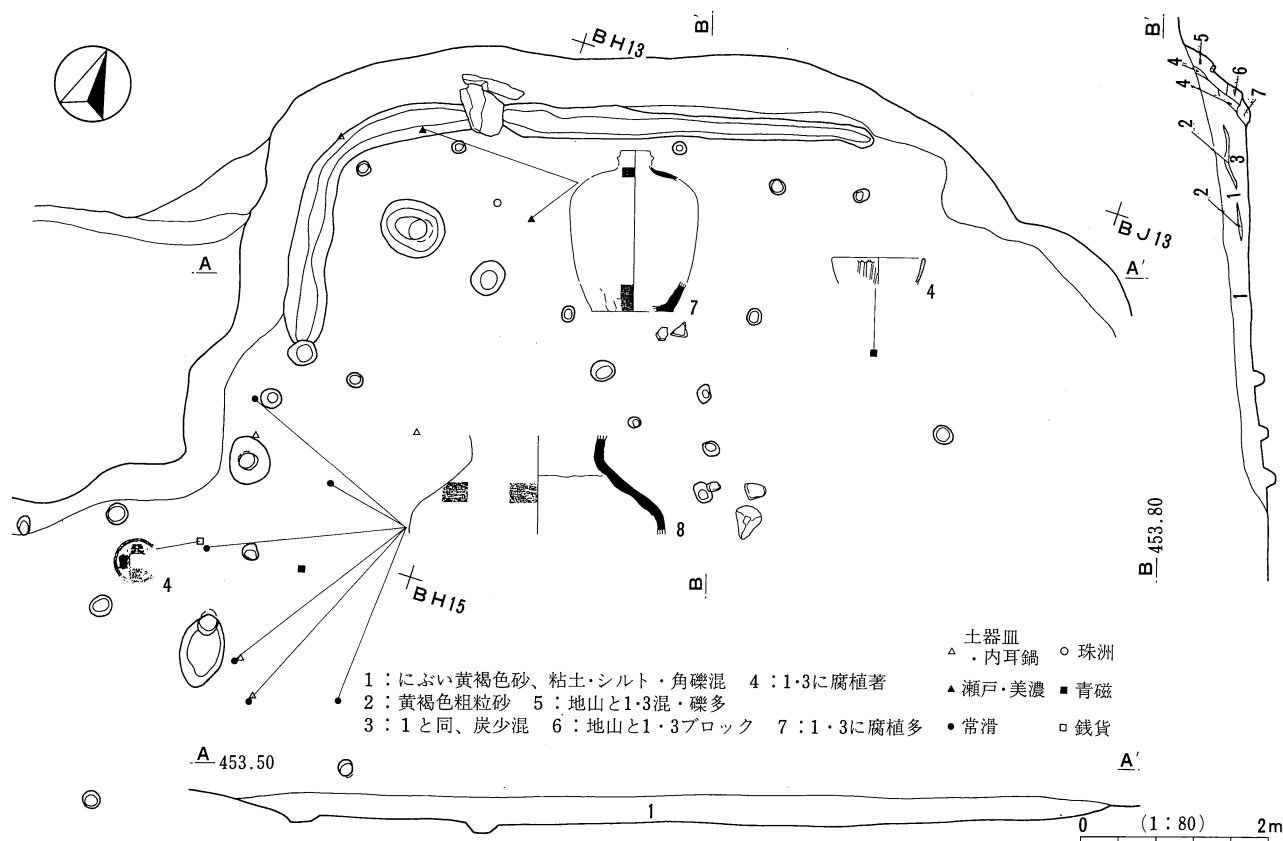 B'
BH13
B'
5
4
6
4
7
2
3
1
2
BJ13
A
A'
4
7
1
8
B
B 453.80
4
BH15
土器皿
△ ・内耳鍋 ○ 珠洲
▲ 瀬戸・美濃 ■ 青磁
● 常滑 □ 銭貨
1：にぶい黄褐色砂、粘土・シルト・角礫混 4：1・3に腐植著
2：黄褐色粗粒砂 5：地山と1・3混・礫多
3：1と同、炭少混 6：地山と1・3ブロック 7：1・3に腐植多
A 453.50
A'
1
0 (1：80) 2m